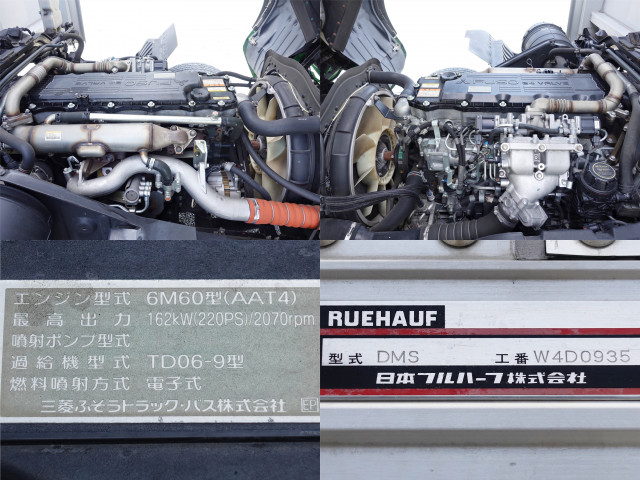 エンジン型式 6M60型(AAT4)
最高出力 162kW(220PS)/2070rpm
噴射ポンプ型式
過給機型式 TD06-9型
燃料噴射方式 電子式
三菱ふそうトラック・バス株式会社 EP
RUEHAUF
型式 DMS 工番 W4D0935
日本フルハーフ株式会社